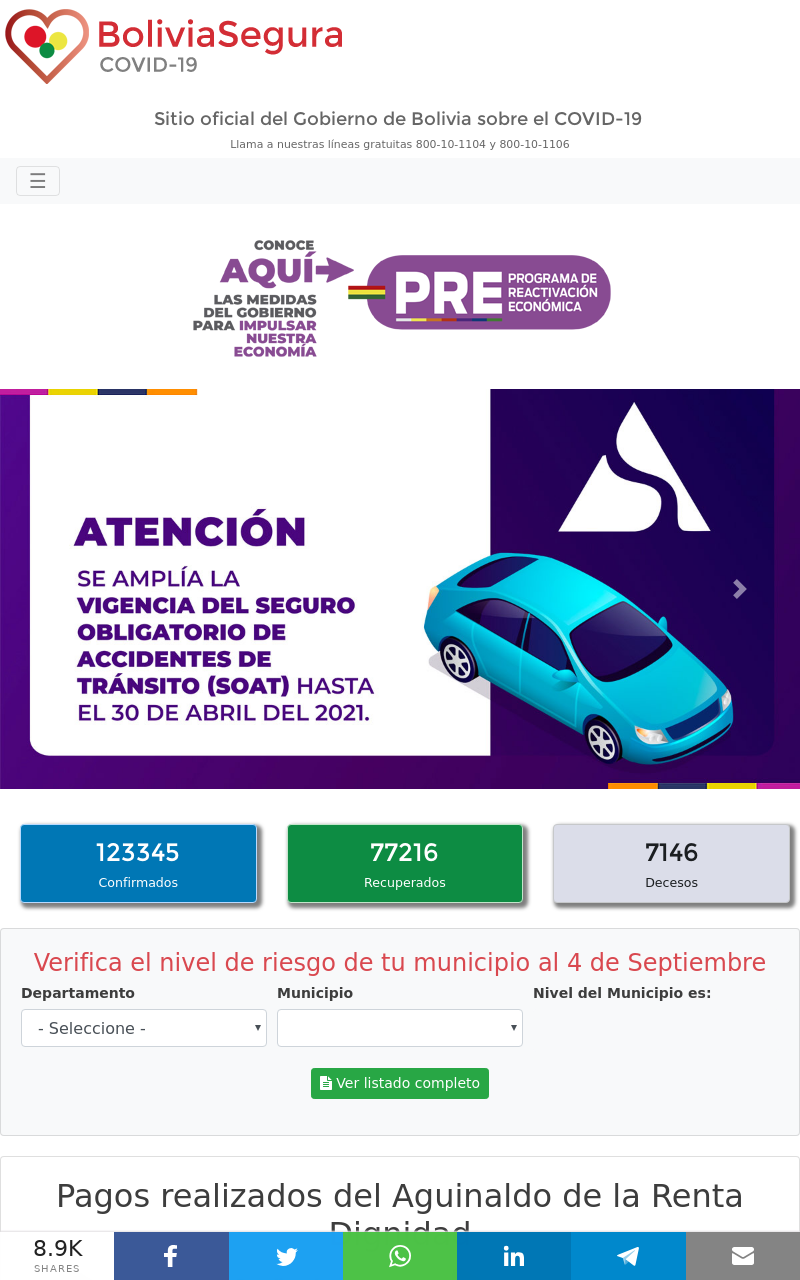 BoliviaSegura
COVID-19
Sitio oficial del Gobierno de Bolivia sobre el COVID-19
Llama a nuestras líneas gratuitas 800-10-1104 y 800-10-1106
CONOCE
AQUÍ
LAS MEDIDAS
DEL GOBIERNO
PARA IMPULSAR
NUESTRA
ECONOMÍA
PRE
PROGRAMA DE
REACTIVACIÓN
ECONÓMICA
ATENCIÓN
SE AMPLÍA LA
VIGENCIA DEL SEGURO
OBLIGATORIO DE
ACCIDENTES DE
TRÁNSITO (SOAT) HASTA
EL 30 DE ABRIL DEL 2021.
123345
Confirmados
77216
Recuperados
7146
Decesos
Verifica el nivel de riesgo de tu municipio al 4 de Septiembre
Departamento
- Seleccione -
Municipio
Nivel del Municipio es:
Ver listado completo
Pagos realizados del Aguinaldo de la Renta
Dignidad
8.9K
SHARES